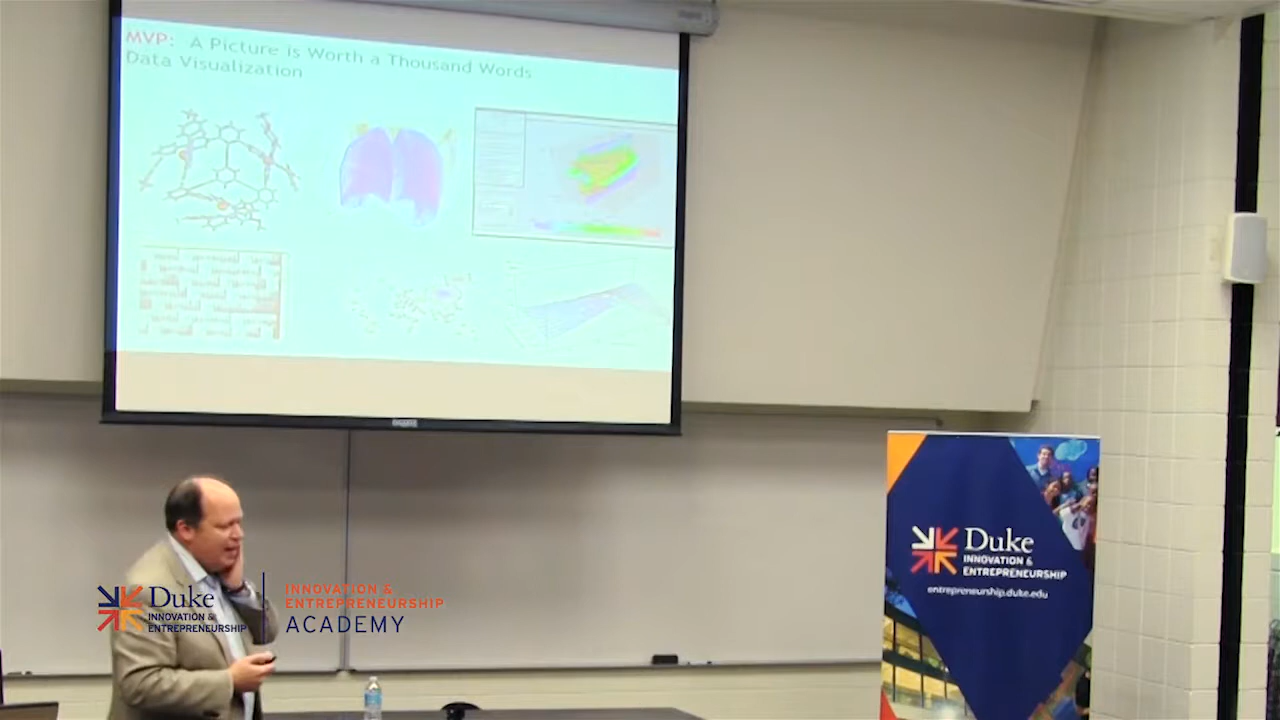 MVP: A Picture is Worth a Thousand Words
Data Visualization
Duke
INNOVATION &
ENTREPRENEURSHIP
entrepreneurship.duke.edu
Duke
INNOVATION &
ENTREPRENEURSHIP
INNOVATION &
ENTREPRENEURSHIP
ACADEMY